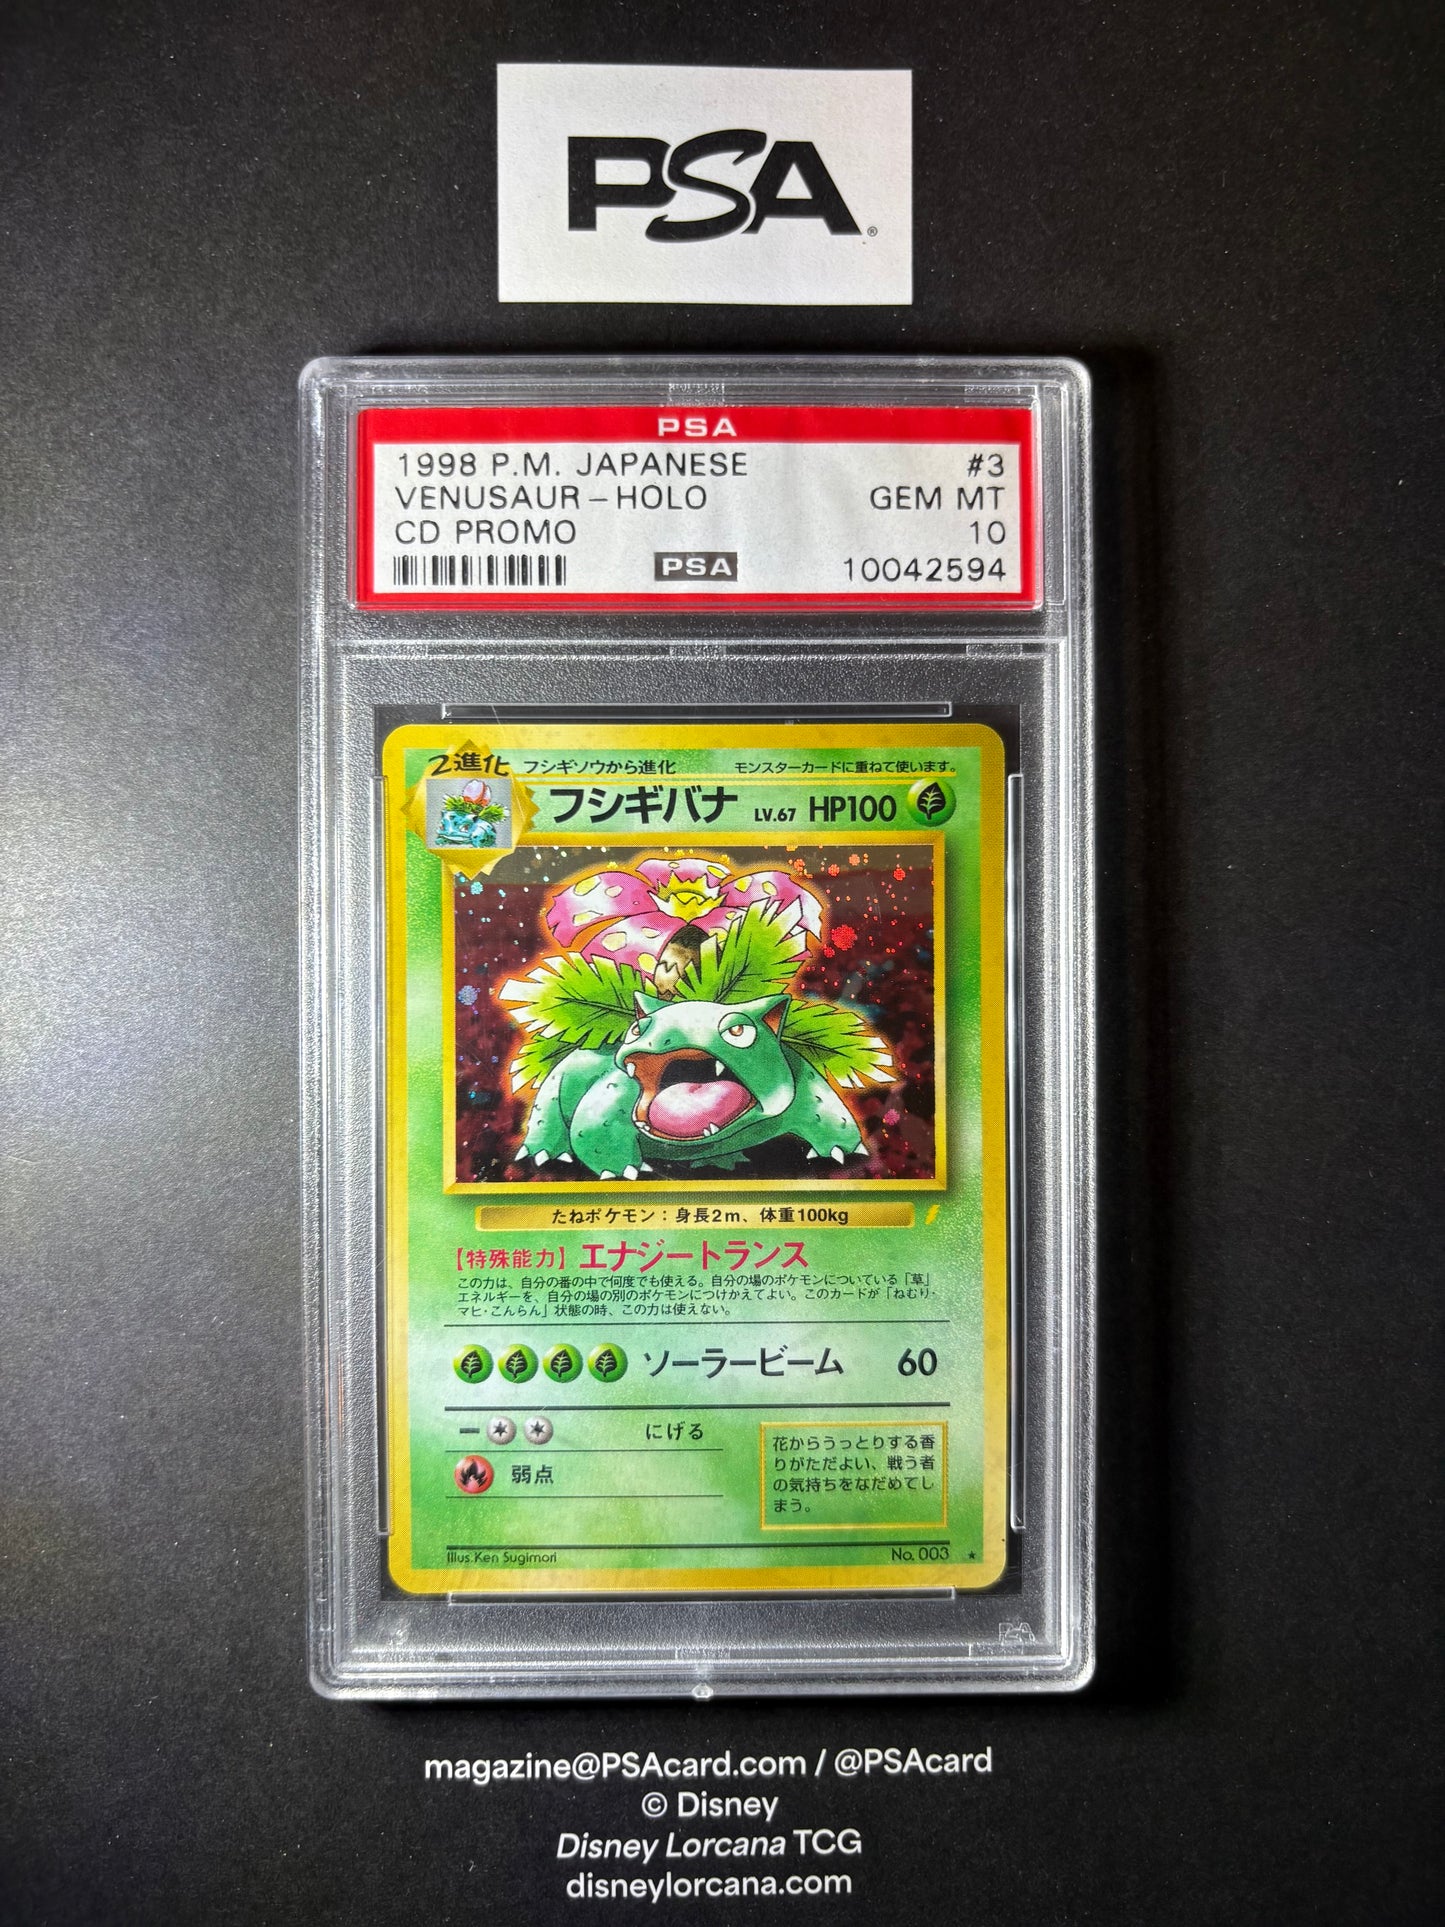 PSA®
PSA
1998 P.M. JAPANESE #3
VENUSAUR-HOLO GEM MT
CD PROMO 10
PSA 10042594
2進化 フシギソウから進化 モンスターカードに重ねて使います。
フシギバナ LV.67 HP100
たねポケモン：身長2m、体重100kg
【特殊能力】エナジートランス
この力は、自分の番の中で何度でも使える。自分の場のポケモンについている「草」
エネルギーを、自分の場の別のポケモンにつけかえてよい。このカードが「ねむり・
マヒ・こんらん」状態の時、この力は使えない。
ソーラービーム 60
ー にげる
弱点
花からうっとりする香
りがただよい、戦う者
の気持ちをなだめてし
まう。
Illus. Ken Sugimori No. 003 ★
PSA
magazine@PSAcard.com / @PSAcard
© Disney
Disney Lorcana TCG
disneylorcana.com